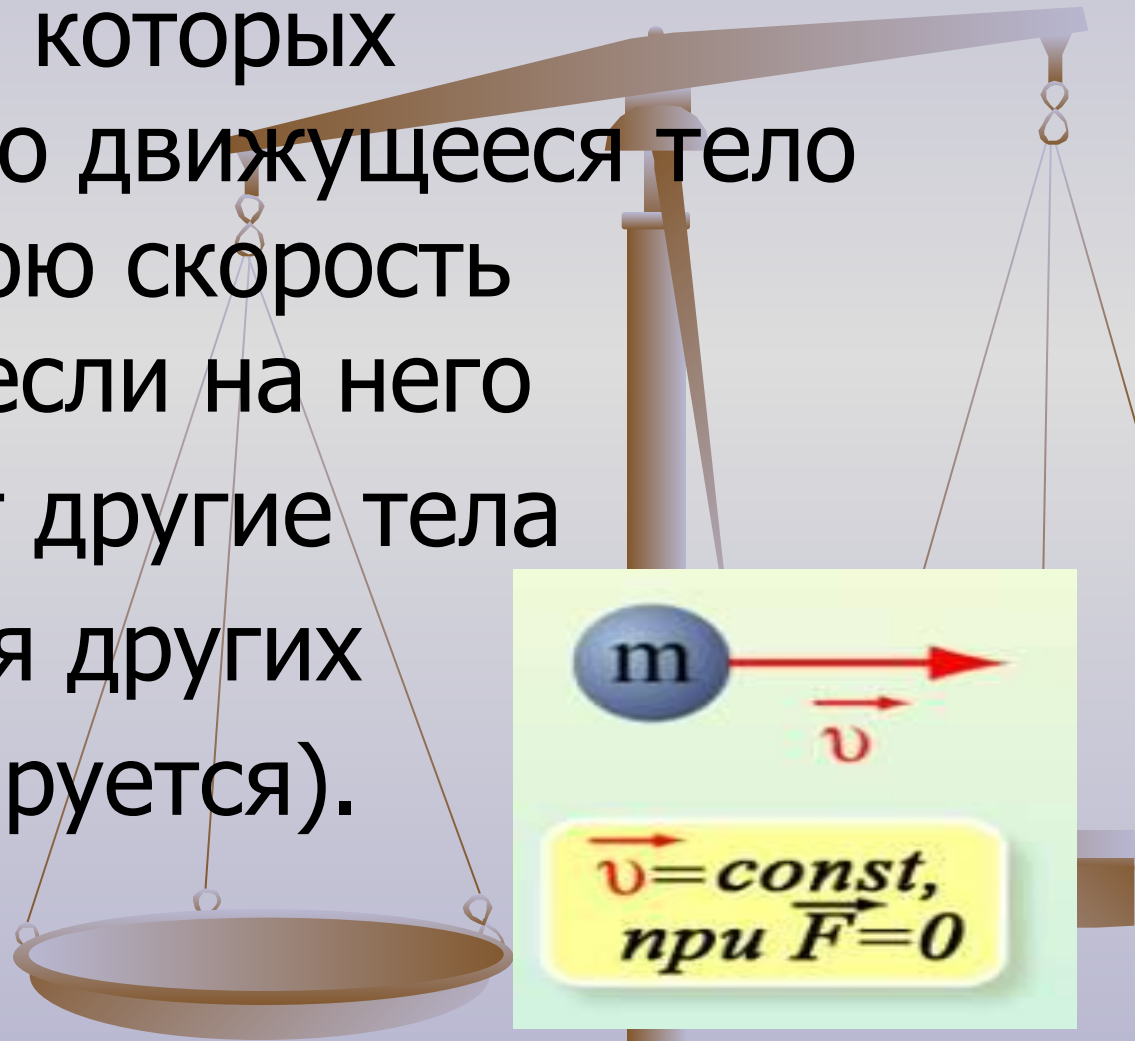 которых
о движущееся тело
ою скорость
если на него
т другие тела
я других
руется).
m
υ
υ=const,
при F=0